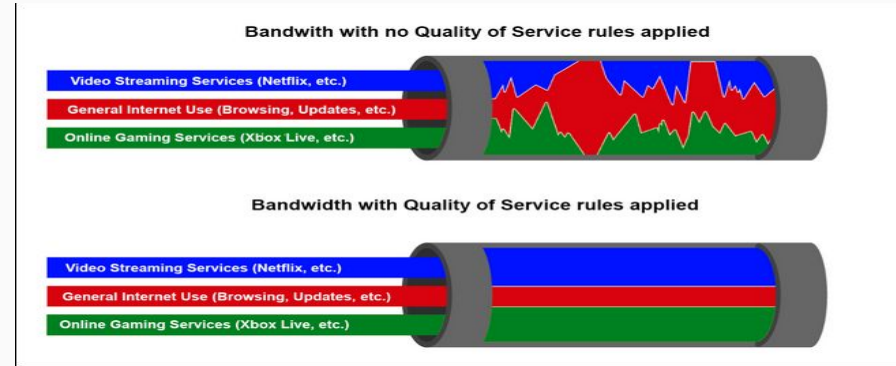 Bandwith with no Quality of Service rules applied
Video Streaming Services (Netflix, etc.)
General Internet Use (Browsing, Updates, etc.)
Online Gaming Services (Xbox Live, etc.)
Bandwidth with Quality of Service rules applied
Video Streaming Services (Netflix, etc.)
General Internet Use (Browsing, Updates, etc.)
Online Gaming Services (Xbox Live, etc.)